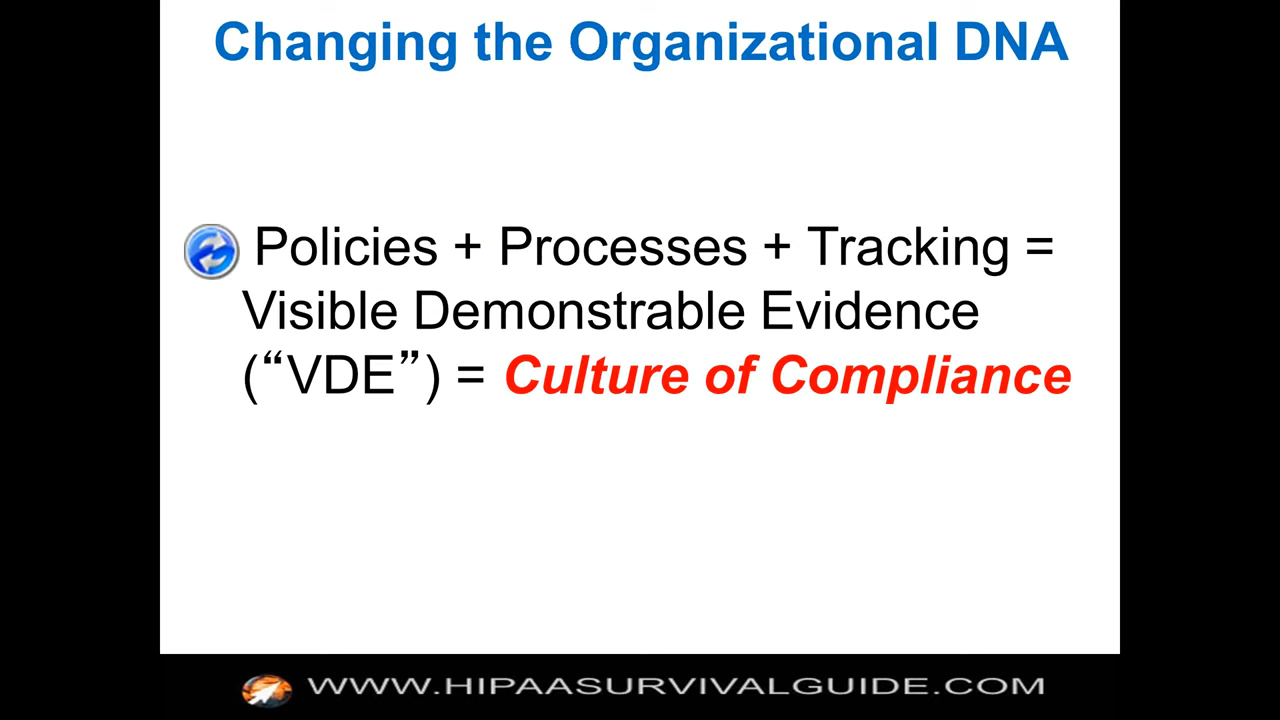 Changing the Organizational DNA
Policies + Processes + Tracking =
Visible Demonstrable Evidence
(“VDE”) = Culture of Compliance
WWW.HIPAASURVIVALGUIDE.COM